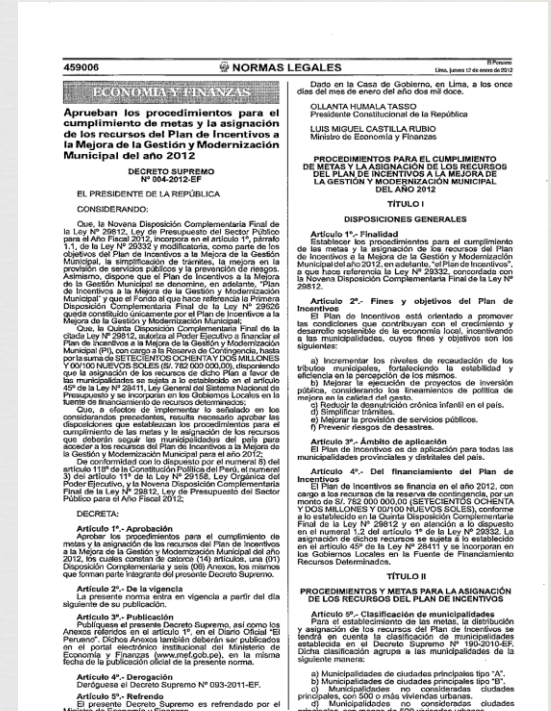 459006
NORMAS LEGALES
El Peruano
Lima, jueves 12 de enero de 2012
ECONOMIA Y FINANZAS
Aprueban los procedimientos para el
cumplimiento de metas y la asignación
de los recursos del Plan de Incentivos a
la Mejora de la Gestión y Modernización
Municipal del año 2012
DECRETO SUPREMO
Nº 004-2012-EF
EL PRESIDENTE DE LA REPÚBLICA
CONSIDERANDO:
Que, la Novena Disposición Complementaria Final de
la Ley Nº 29812, Ley de Presupuesto del Sector Público
para el Año Fiscal 2012, incorpora en el artículo 1º, párrafo
1.1, de la Ley Nº 29332 y modificatoria, como parte de los
objetivos del Plan de Incentivos a la Mejora de la Gestión
Municipal, la simplificación de trámites, la mejora en la
provisión de servicios públicos y la prevención de riesgos.
Asimismo, dispone que el Plan de Incentivos a la Mejora
de la Gestión Municipal se denomine, en adelante, "Plan
de Incentivos a la Mejora de la Gestión y Modernización
Municipal" y que el Fondo al que hace referencia la Primera
Disposición Complementaria Final de la Ley Nº 29626
queda constituido únicamente por el Plan de Incentivos a la
Mejora de la Gestión y Modernización Municipal;
Que, la Quinta Disposición Complementaria Final de la
citada Ley Nº 29812, autoriza al Poder Ejecutivo a financiar el
Plan de Incentivos a la Mejora de la Gestión y Modernización
Municipal (PI), con cargo a la Reserva de Contingencia, hasta
por la suma de SETECIENTOS OCHENTA Y DOS MILLONES
Y 00/100 NUEVOS SOLES (S/. 782 000 000,00), disponiendo
que la asignación de los recursos de dicho Plan a favor de
las municipalidades se sujeta a lo establecido en el artículo
45º de la Ley Nº 28411, Ley General del Sistema Nacional de
Presupuesto y se incorporan en los Gobiernos Locales en la
fuente de financiamiento de recursos determinados;
Que, a efectos de implementar lo señalado en los
considerandos precedentes, resulta necesario aprobar las
disposiciones que establezcan los procedimientos para el
cumplimiento de las metas y la asignación de los recursos
que deberán seguir las municipalidades del país para
acceder a los recursos del Plan de Incentivos a la Mejora de
la Gestión y Modernización Municipal para el año 2012;
De conformidad con lo dispuesto por el numeral 8) del
artículo 118º de la Constitución Política del Perú, el numeral
3) del artículo 11º de la Ley Nº 29158, Ley Orgánica del
Poder Ejecutivo, y la Novena Disposición Complementaria
Final de la Ley Nº 29812, Ley de Presupuesto del Sector
Público para el Año Fiscal 2012;
DECRETA:
Artículo 1º.- Aprobación
Aprobar los procedimientos para el cumplimiento de
metas y la asignación de los recursos del Plan de Incentivos
a la Mejora de la Gestión y Modernización Municipal del año
2012, los cuales constan de catorce (14) artículos, una (01)
Disposición Complementaria y seis (06) Anexos, los mismos
que forman parte integrante del presente Decreto Supremo.
Artículo 2º.- De la vigencia
La presente norma entra en vigencia a partir del día
siguiente de su publicación.
Artículo 3º.- Publicación
Publíquese el presente Decreto Supremo, así como los
Anexos referidos en el artículo 1º, en el Diario Oficial "El
Peruano". Dichos Anexos también deberán ser publicados
en el portal electrónico institucional del Ministerio de
Economía y Finanzas (www.mef.gob.pe), en la misma
fecha de la publicación oficial de la presente norma.
Artículo 4º.- Derogación
Deróguese el Decreto Supremo Nº 093-2011-EF.
Artículo 5º.- Refrendo
El presente Decreto Supremo es refrendado por el
Ministro de Economía y Finanzas.
Dado en la Casa de Gobierno, en Lima, a los once
días del mes de enero del año dos mil doce.
OLLANTA HUMALA TASSO
Presidente Constitucional de la República
LUIS MIGUEL CASTILLA RUBIO
Ministro de Economía y Finanzas
PROCEDIMIENTOS PARA EL CUMPLIMIENTO
DE METAS Y LA ASIGNACIÓN DE LOS RECURSOS
DEL PLAN DE INCENTIVOS A LA MEJORA DE
LA GESTIÓN Y MODERNIZACIÓN MUNICIPAL
DEL AÑO 2012
TÍTULO I
DISPOSICIONES GENERALES
Artículo 1º.- Finalidad
Establecer los procedimientos para el cumplimiento
de las metas y la asignación de los recursos del Plan
de Incentivos a la Mejora de la Gestión y Modernización
Municipal del año 2012, en adelante, "el Plan de Incentivos",
a que hace referencia la Ley Nº 29332, concordada con
la Novena Disposición Complementaria Final de la Ley Nº
29812.
Artículo 2º.- Fines y objetivos del Plan de
Incentivos
El Plan de Incentivos está orientado a promover
las condiciones que contribuyan con el crecimiento y
desarrollo sostenible de la economía local, incentivando
a las municipalidades, cuyos fines y objetivos son los
siguientes:
a) Incrementar los niveles de recaudación de los
tributos municipales, fortaleciendo la estabilidad y
eficiencia en la percepción de los mismos.
b) Mejorar la ejecución de proyectos de inversión
pública, considerando los lineamientos de política de
mejora en la calidad del gasto.
c) Reducir la desnutrición crónica infantil en el país.
d) Simplificar trámites.
e) Mejorar la provisión de servicios públicos.
f) Prevenir riesgos de desastres.
Artículo 3º.- Ámbito de aplicación
El Plan de Incentivos es de aplicación para todas las
municipalidades provinciales y distritales del país.
Artículo 4º.- Del financiamiento del Plan de
Incentivos
El Plan de Incentivos se financia en el año 2012, con
cargo a los recursos de la reserva de contingencia, por un
monto de S/. 782 000 000,00 (SETECIENTOS OCHENTA
Y DOS MILLONES Y 00/100 NUEVOS SOLES), conforme
a lo establecido en la Quinta Disposición Complementaria
Final de la Ley Nº 29812 y en atención a lo dispuesto
en el numeral 1.2 del artículo 1º de la Ley Nº 29332. La
asignación de dichos recursos se sujeta a lo establecido
en el artículo 45º de la Ley Nº 28411 y se incorporan en
los Gobiernos Locales en la Fuente de Financiamiento
Recursos Determinados.
TÍTULO II
PROCEDIMIENTOS Y METAS PARA LA ASIGNACIÓN
DE LOS RECURSOS DEL PLAN DE INCENTIVOS
Artículo 5º.- Clasificación de municipalidades
Para el establecimiento de las metas, la distribución
y asignación de los recursos del Plan de Incentivos se
tendrá en cuenta la clasificación de municipalidades
establecida en el Decreto Supremo Nº 190-2010-EF.
Dicha clasificación agrupa a las municipalidades de la
siguiente manera:
a) Municipalidades de ciudades principales tipo "A".
b) Municipalidades de ciudades principales tipo "B".
c) Municipalidades no consideradas ciudades
principales, con 500 o más viviendas urbanas.
d) Municipalidades no consideradas ciudades
principales, con menos de 500 viviendas urbanas.